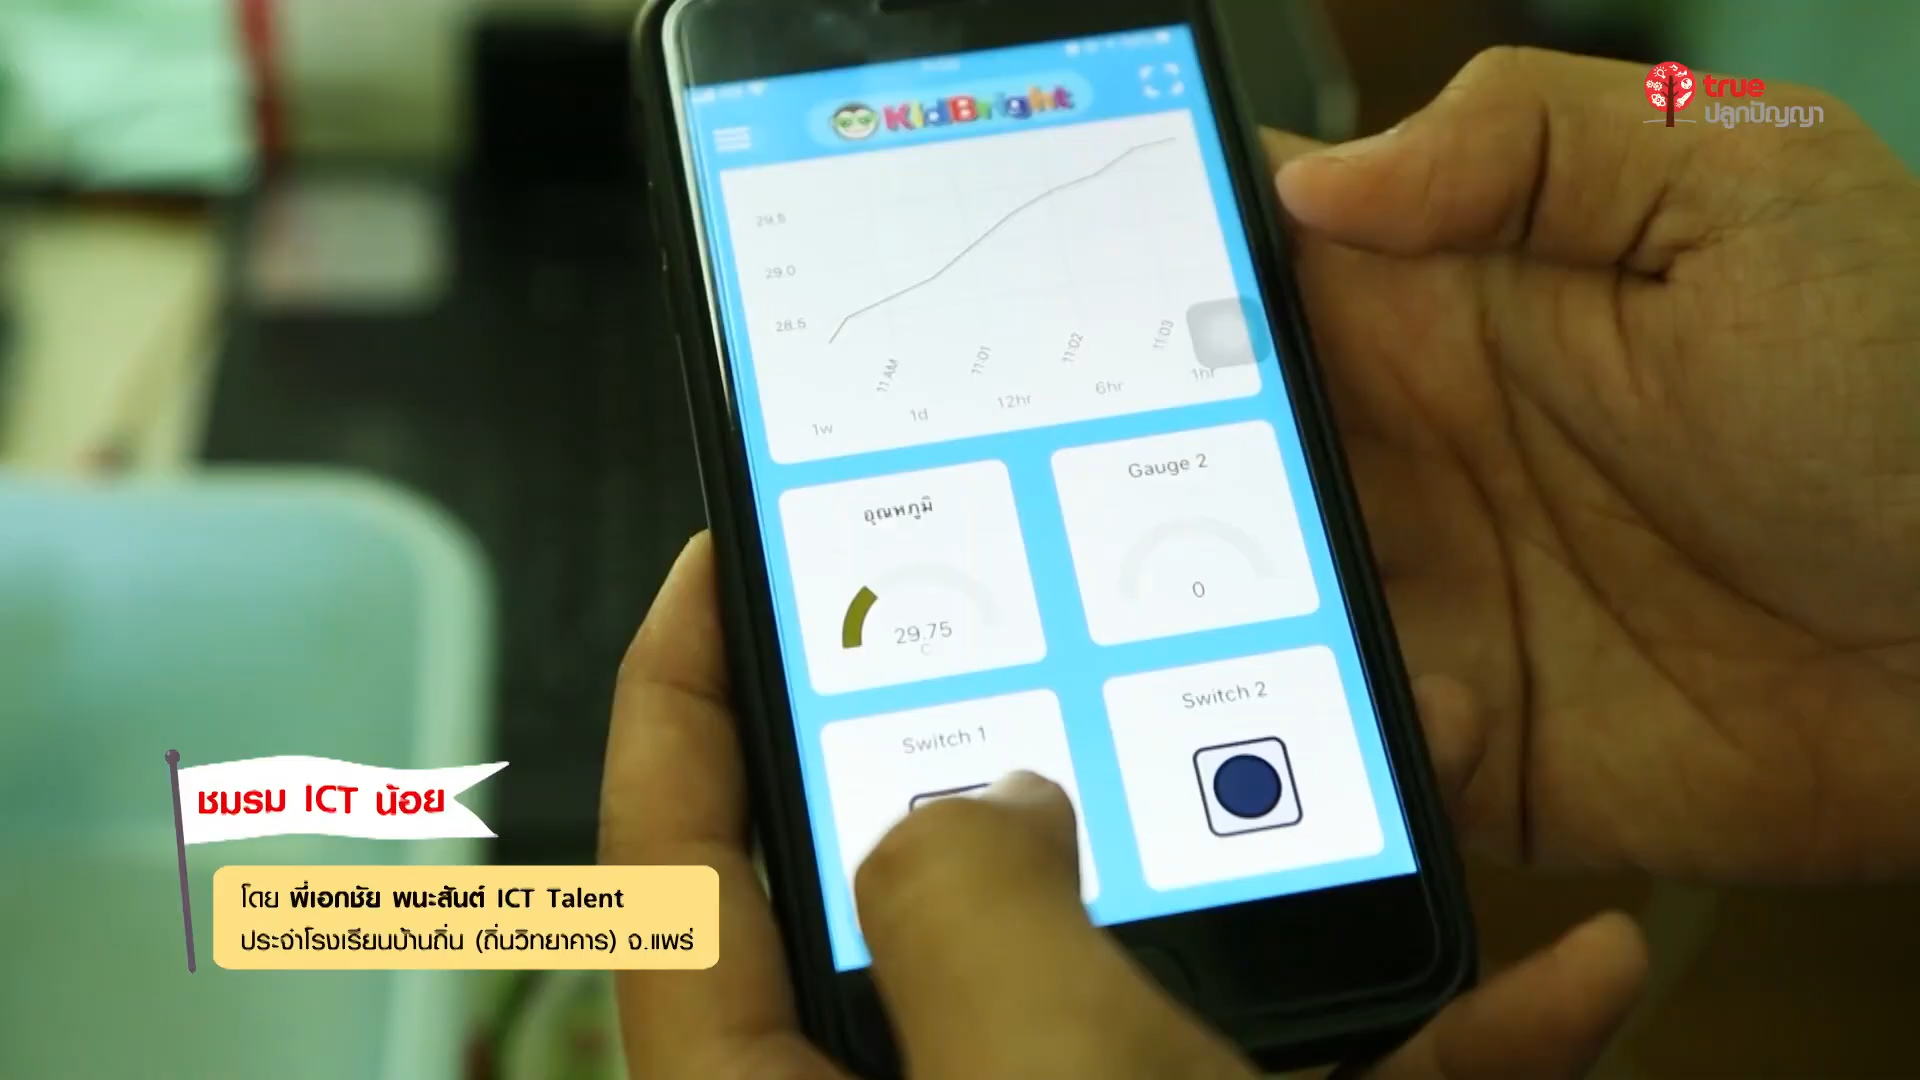 true
ปลูกปัญญา
KidBright
29.5
29.0
28.5
11 AM
11:01
11:02
11:03
1w
1d
12hr
6hr
1hr
อุณหภูมิ
29.75
C
Gauge 2
0
Switch 1
Switch 2
ชมรม ICT น้อย
โดย พี่เอกชัย พนะสันต์ ICT Talent
ประจำโรงเรียนบ้านถิ่น (ถิ่นวิทยาคาร) จ.แพร่